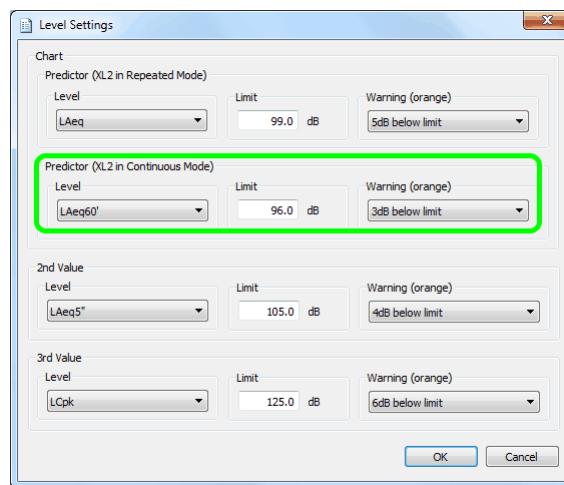 Level Settings
Chart
Predictor (XL2 in Repeated Mode)
Level Limit Warning (orange)
LAeq 99.0 dB 5dB below limit
Predictor (XL2 in Continuous Mode)
Level Limit Warning (orange)
LAeq60' 96.0 dB 3dB below limit
2nd Value
Level Limit Warning (orange)
LAeq5" 105.0 dB 4dB below limit
3rd Value
Level Limit Warning (orange)
LCpk 125.0 dB 6dB below limit
OK Cancel